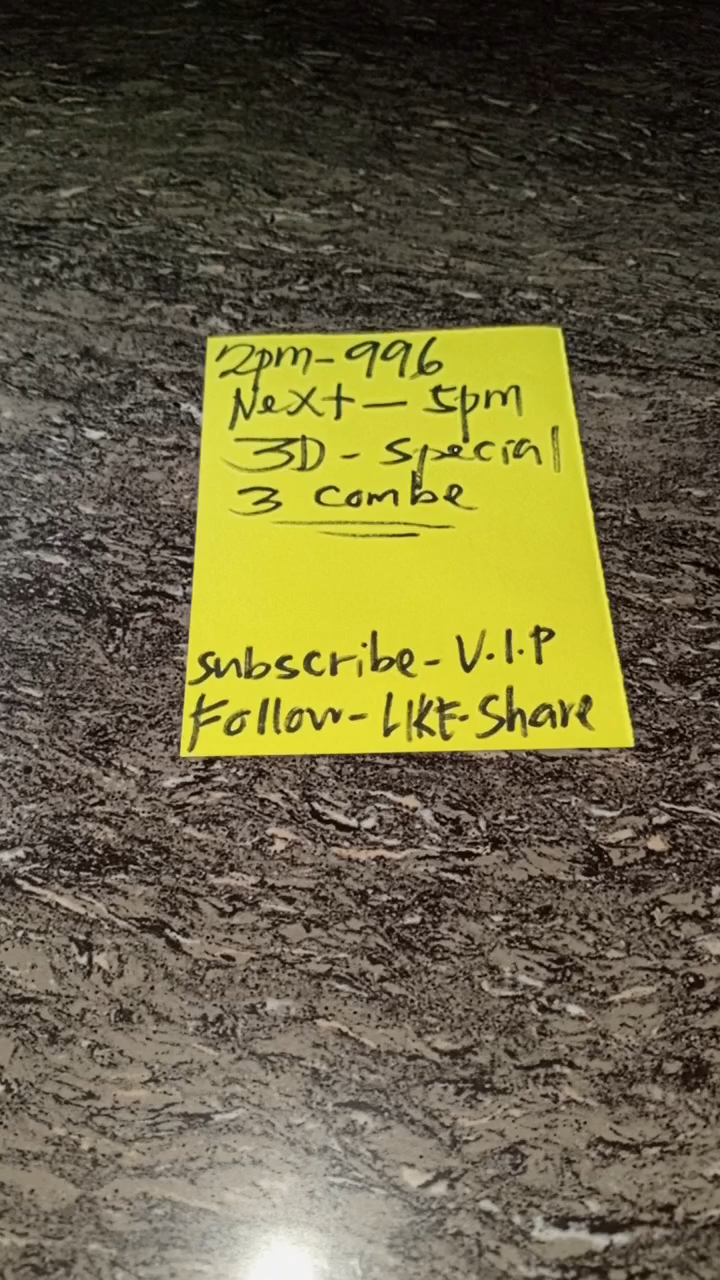 2pm-996
Next - 5pm
3D - special
3 combe
subscribe - V.I.P
Follow - LIKE - Share